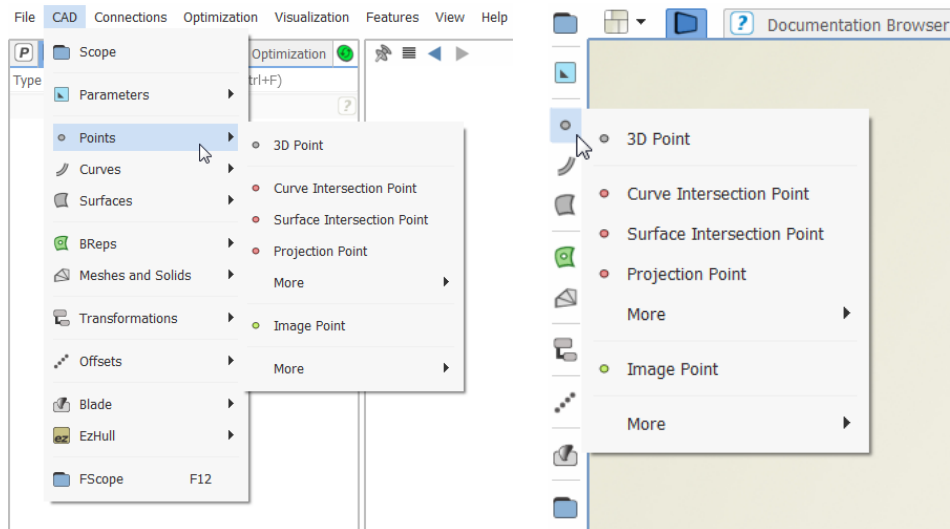 File CAD Connections Optimization Visualization Features View Help
P Optimization
Type trl+F)
?
Scope
Parameters
Points
Curves
Surfaces
BReps
Meshes and Solids
Transformations
Offsets
Blade
ez EzHull
FScope F12
3D Point
Curve Intersection Point
Surface Intersection Point
Projection Point
More
Image Point
More
? Documentation Browser
3D Point
Curve Intersection Point
Surface Intersection Point
Projection Point
More
Image Point
More